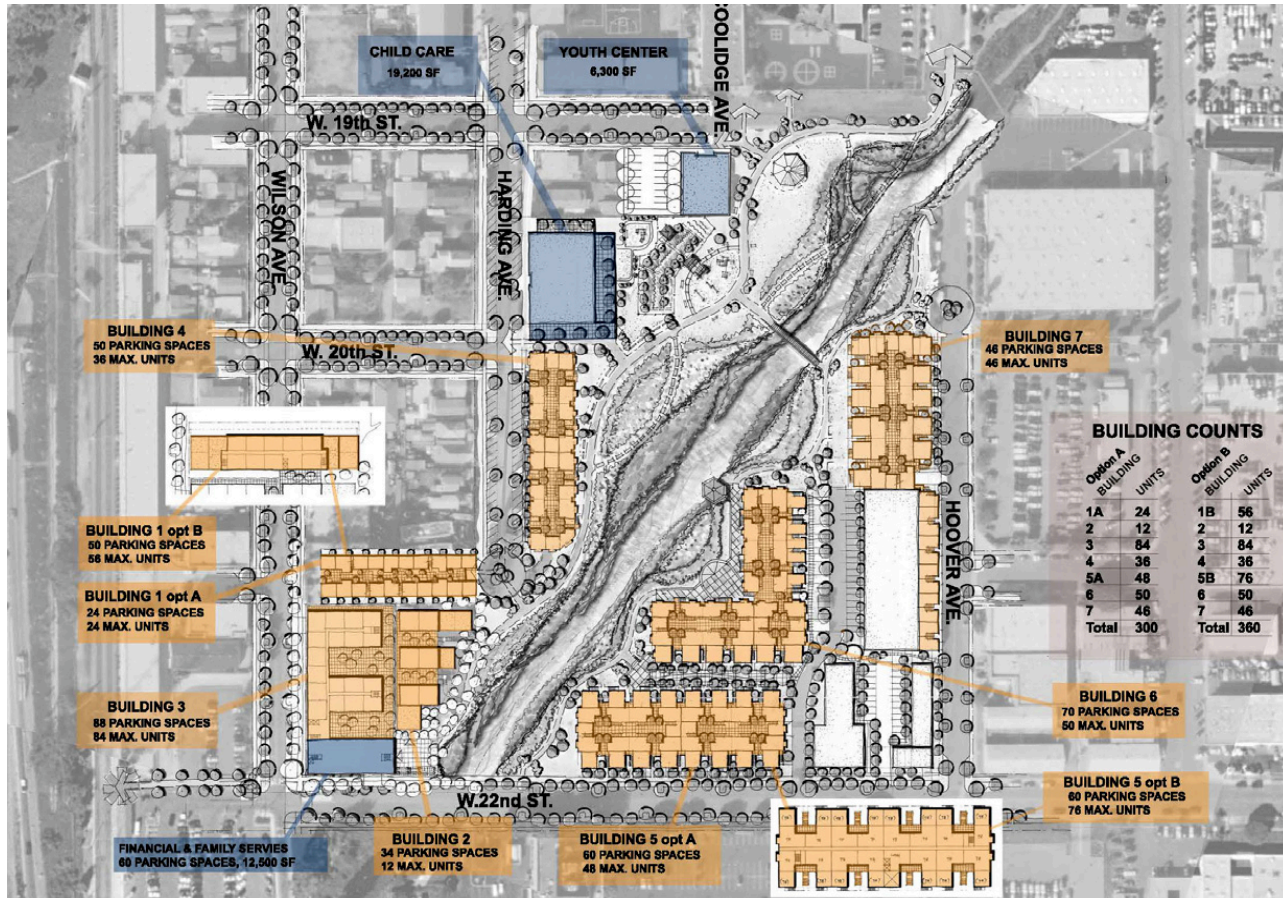 CHILD CARE
19,200 SF
YOUTH CENTER
6,300 SF
OOLIDGE AVE.
W. 19th ST.
WILSON AVE.
HARDING AVE.
BUILDING 4
50 PARKING SPACES
36 MAX. UNITS
W. 20th ST.
BUILDING 7
46 PARKING SPACES
46 MAX. UNITS
BUILDING COUNTS
Option A Option B
BUILDING UNITS BUILDING UNITS
1A 24 1B 56
2 12 2 12
3 84 3 84
4 36 4 36
5A 48 5B 76
6 50 6 50
7 46 7 46
Total 300 Total 360
HOOVER AVE.
BUILDING 1 opt B
50 PARKING SPACES
56 MAX. UNITS
BUILDING 1 opt A
24 PARKING SPACES
24 MAX. UNITS
BUILDING 3
88 PARKING SPACES
84 MAX. UNITS
BUILDING 6
70 PARKING SPACES
50 MAX. UNITS
W.22nd ST.
BUILDING 5 opt B
60 PARKING SPACES
76 MAX. UNITS
FINANCIAL & FAMILY SERVIES
60 PARKING SPACES, 12,500 SF
BUILDING 2
34 PARKING SPACES
12 MAX. UNITS
BUILDING 5 opt A
60 PARKING SPACES
48 MAX. UNITS